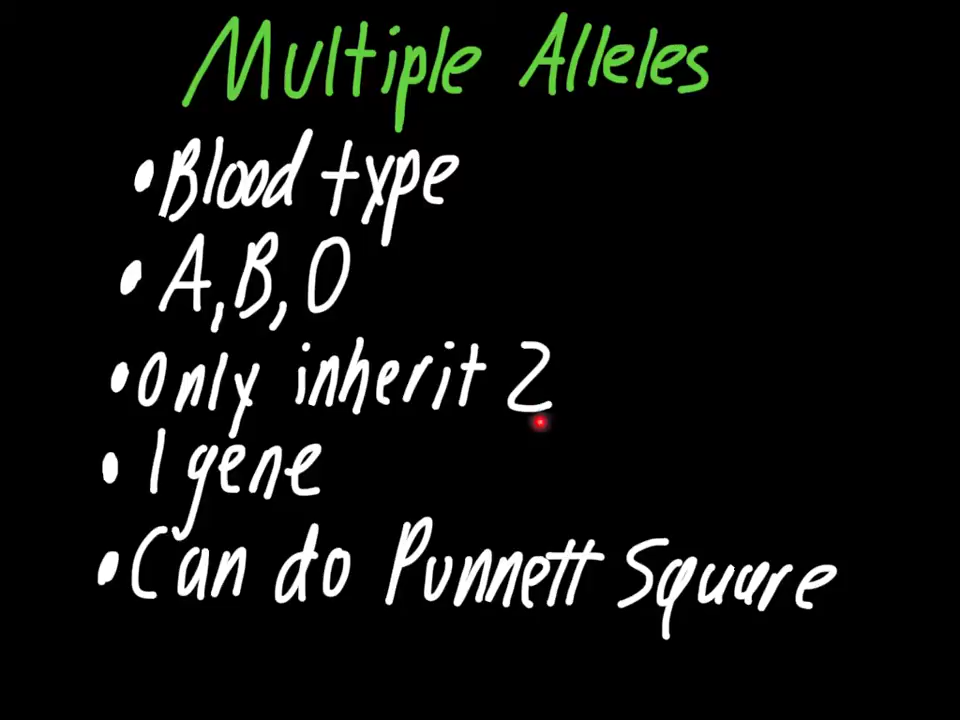 Multiple Alleles
• Blood type
• A, B, O
• Only inherit 2
• 1 gene
• Can do Punnett Square